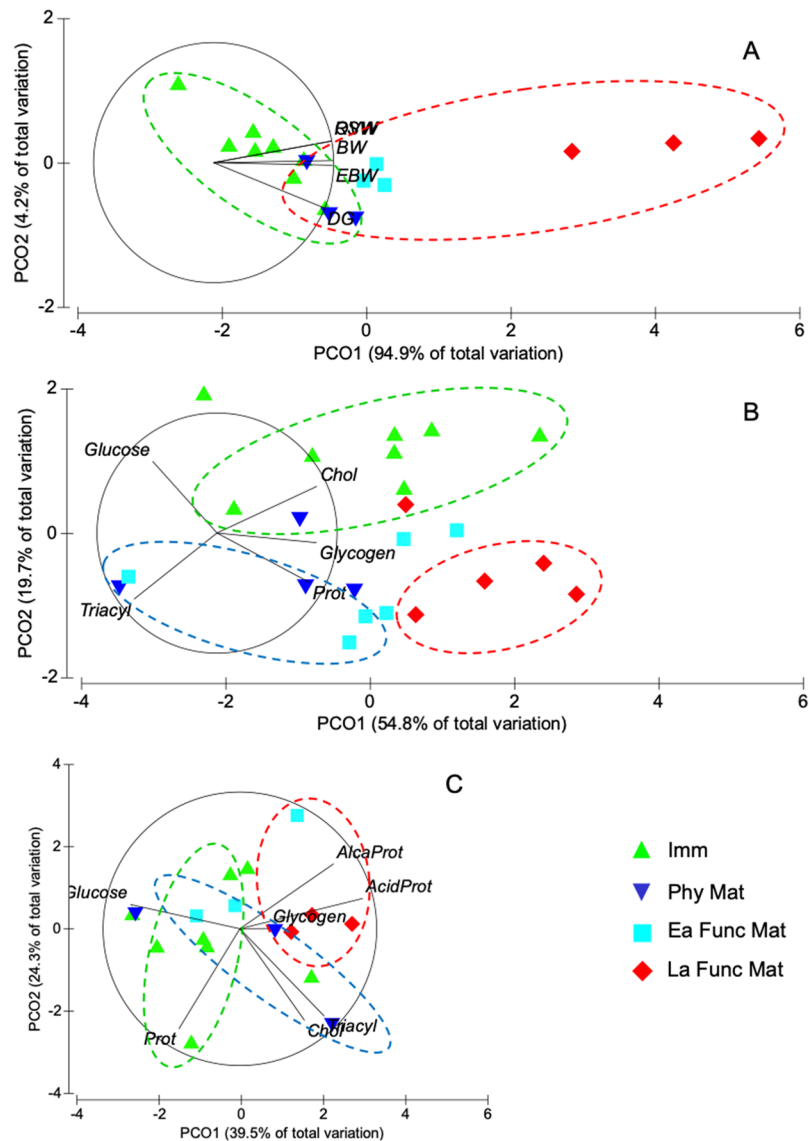 A
2
0
-2
PCO2 (4.2% of total variation)
BW
EBW
DG
-4
-2
0
2
4
6
PCO1 (94.9% of total variation)
B
2
0
-2
PCO2 (19.7% of total variation)
Glucose
Chol
Glycogen
Prot
Triacyl
-4
-2
0
2
4
6
PCO1 (54.8% of total variation)
C
4
2
0
-2
-4
PCO2 (24.3% of total variation)
AlcaProt
AcidProt
Glucose
Glycogen
Prot
Chol
Triacyl
-4
-2
0
2
4
6
PCO1 (39.5% of total variation)
Imm
Phy Mat
Ea Func Mat
La Func Mat